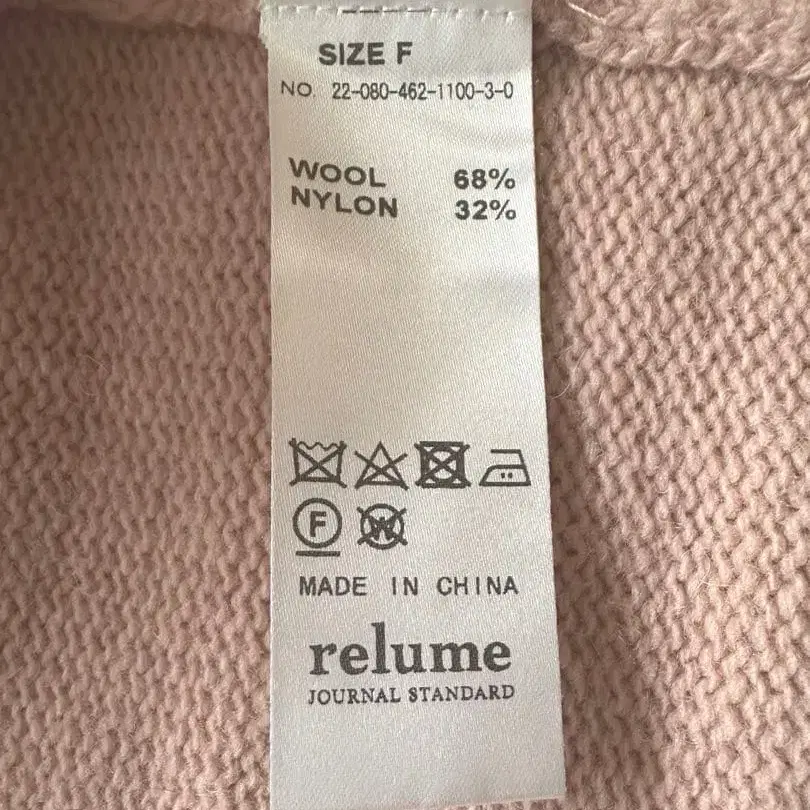 SIZE F
NO. 22-080-462-1100-3-0
WOOL 68%
NYLON 32%
F
W
MADE IN CHINA
relume
JOURNAL STANDARD